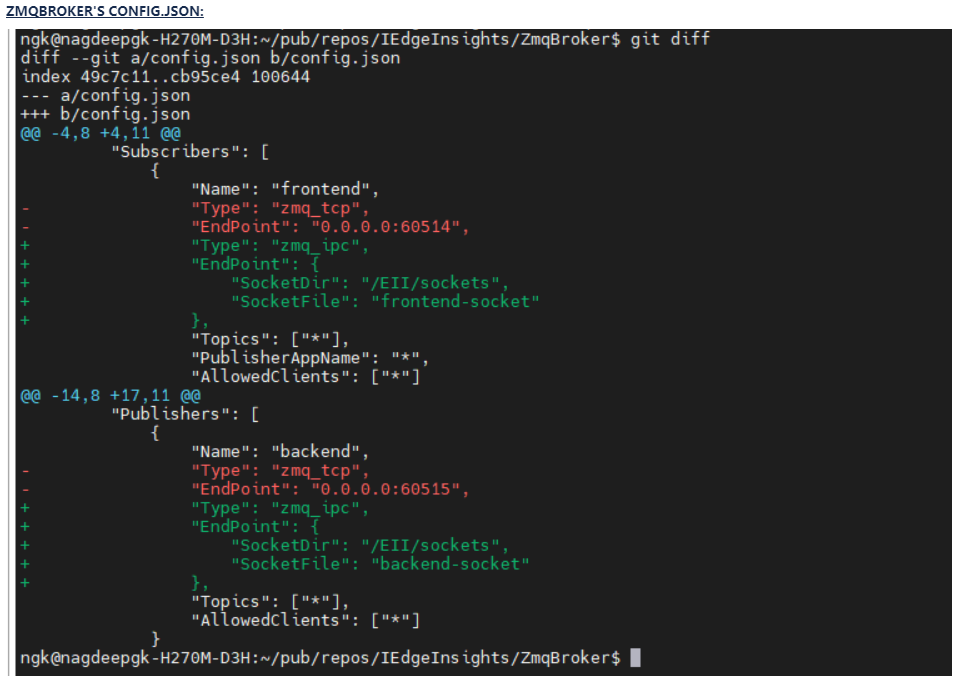 ZMQBROKER'S CONFIG.JSON:
ngk@nagdeepgk-H270M-D3H:~/pub/repos/IEdgeInsights/ZmqBroker$ git diff
diff --git a/config.json b/config.json
index 49c7c11..cb95ce4 100644
--- a/config.json
+++ b/config.json
@@ -4,8 +4,11 @@
         "Subscribers": [
             {
                 "Name": "frontend",
-                "Type": "zmq_tcp",
-                "EndPoint": "0.0.0.0:60514",
+                "Type": "zmq_ipc",
+                "EndPoint": {
+                    "SocketDir": "/EII/sockets",
+                    "SocketFile": "frontend-socket"
+                },
                 "Topics": ["*"],
                 "PublisherAppName": "*",
                 "AllowedClients": ["*"]
@@ -14,8 +17,11 @@
         "Publishers": [
             {
                 "Name": "backend",
-                "Type": "zmq_tcp",
-                "EndPoint": "0.0.0.0:60515",
+                "Type": "zmq_ipc",
+                "EndPoint": {
+                    "SocketDir": "/EII/sockets",
+                    "SocketFile": "backend-socket"
+                },
                 "Topics": ["*"],
                 "AllowedClients": ["*"]
             }
ngk@nagdeepgk-H270M-D3H:~/pub/repos/IEdgeInsights/ZmqBroker$